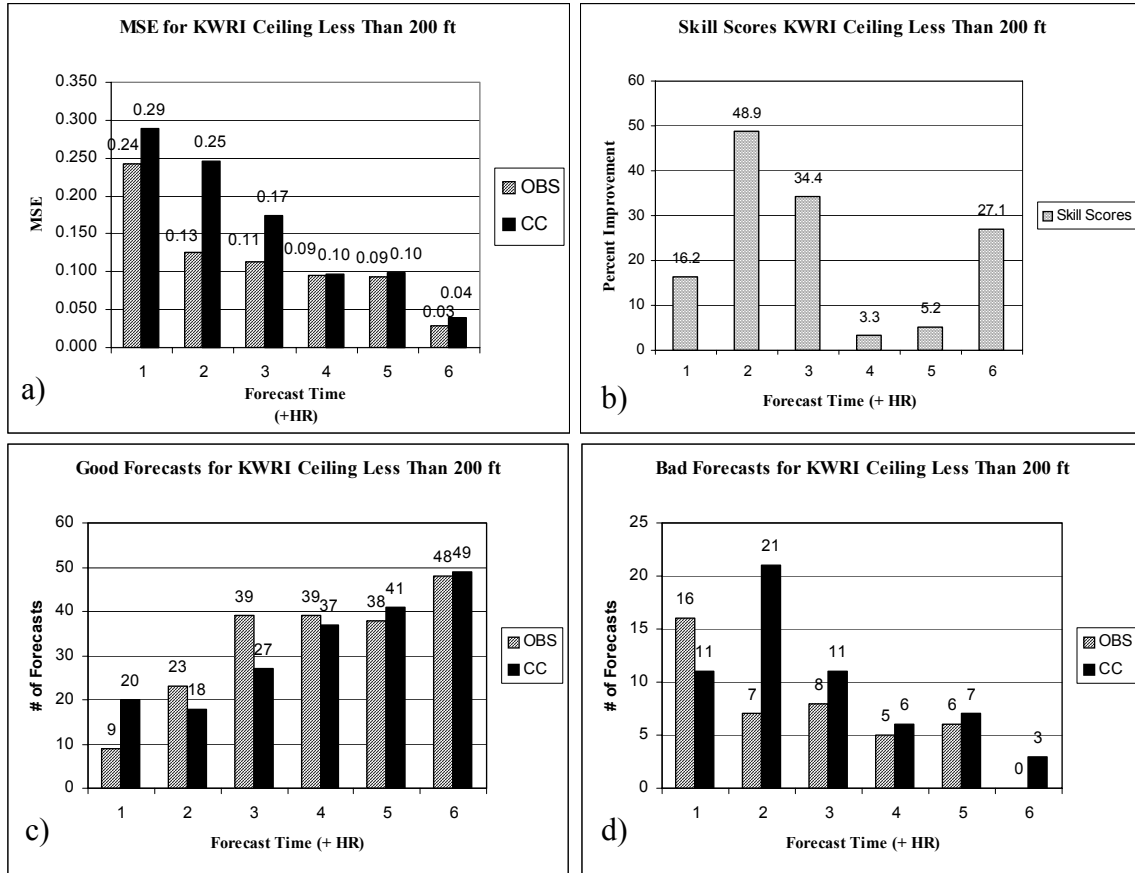 MSE for KWRI Ceiling Less Than 200 ft
0.350
0.300
0.250
0.200
0.150
0.100
0.050
0.000
MSE
0.24
0.29
0.13
0.25
0.11
0.17
0.09
0.10
0.09
0.10
0.03
0.04
1 2 3 4 5 6
Forecast Time
(+HR)
OBS
CC
a)
Skill Scores KWRI Ceiling Less Than 200 ft
60
50
40
30
20
10
0
Percent Improvement
16.2
48.9
34.4
3.3
5.2
27.1
1 2 3 4 5 6
Forecast Time (+ HR)
Skill Scores
b)
Good Forecasts for KWRI Ceiling Less Than 200 ft
60
50
40
30
20
10
0
# of Forecasts
9
20
23
18
39
27
39
37
38
41
48
49
1 2 3 4 5 6
Forecast Time (+ HR)
OBS
CC
c)
Bad Forecasts for KWRI Ceiling Less Than 200 ft
25
20
15
10
5
0
# of Forecasts
16
11
7
21
8
11
5
6
6
7
0
3
1 2 3 4 5 6
Forecast Time (+ HR)
OBS
CC
d)